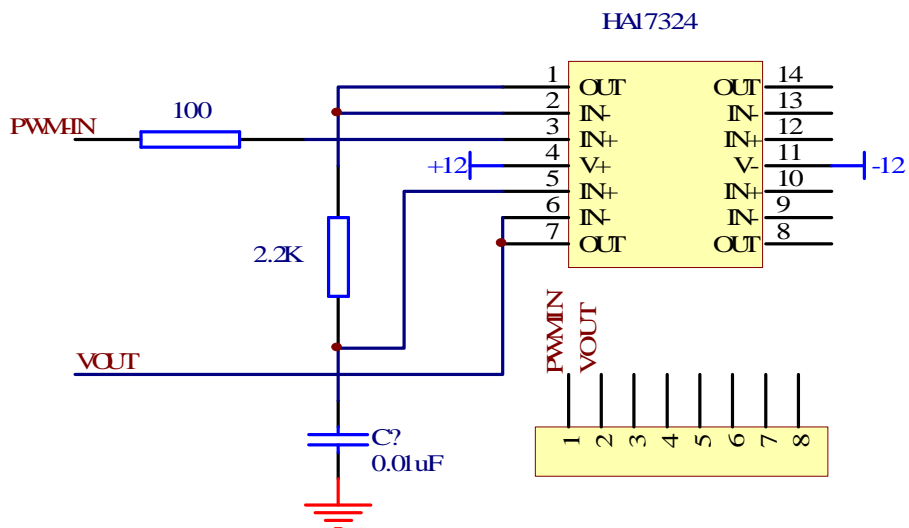 HA17324
1 OUT OUT 14
2 IN- IN- 13
100
PWM-IN
3 IN+ IN+ 12
+12 4 V+ V- 11 -12
5 IN+ IN+ 10
6 IN- IN- 9
7 OUT OUT 8
2.2K
VOUT
PWMIN
VOUT
1 2 3 4 5 6 7 8
C?
0.01uF